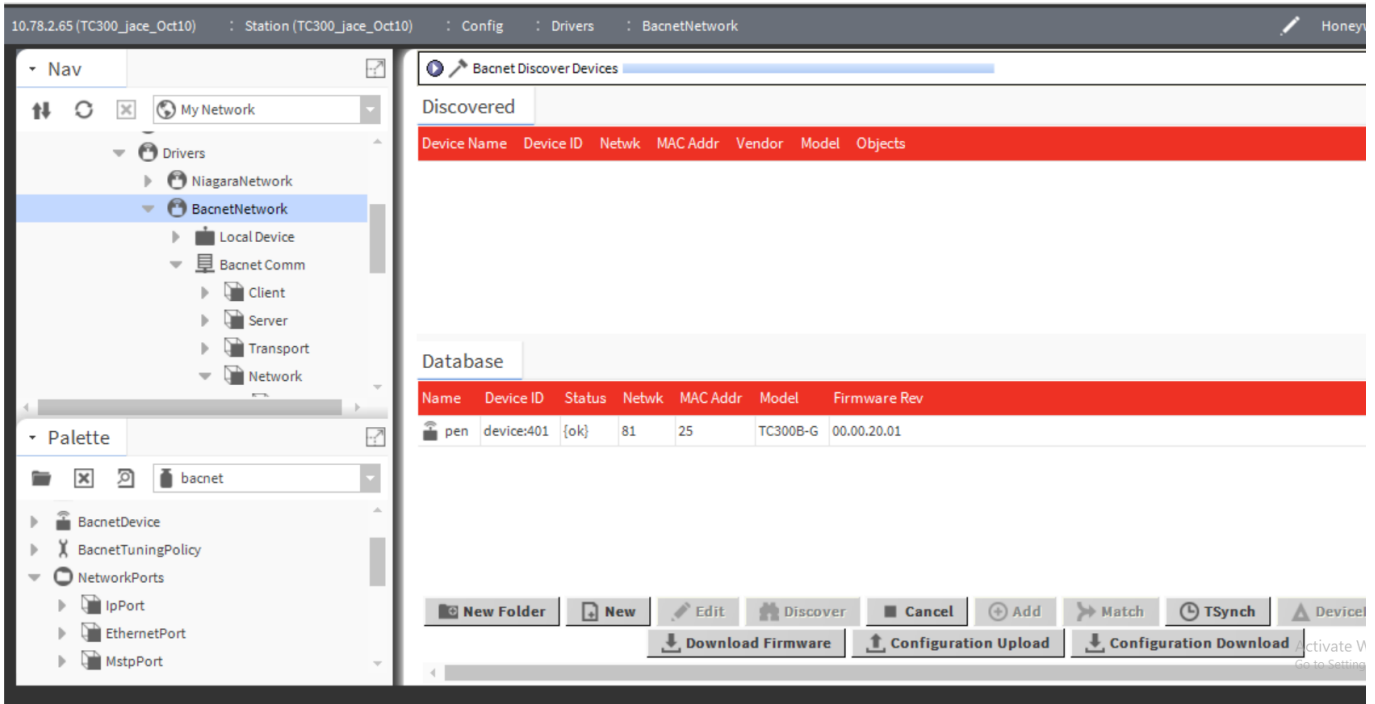 10.78.2.65 (TC300_jace_Oct10) : Station (TC300_jace_Oct10) : Config : Drivers : BacnetNetwork
Nav
My Network
Drivers
NiagaraNetwork
BacnetNetwork
Local Device
Bacnet Comm
Client
Server
Transport
Network
Palette
bacnet
BacnetDevice
BacnetTuningPolicy
NetworkPorts
IpPort
EthernetPort
MstpPort
Bacnet Discover Devices
Discovered
Device Name Device ID Netwk MAC Addr Vendor Model Objects
Database
Name Device ID Status Netwk MAC Addr Model Firmware Rev
pen device:401 {ok} 81 25 TC300B-G 00.00.20.01
New Folder New Edit Discover Cancel Add Match TSynch
Download Firmware Configuration Upload Configuration Download
Go to Setting